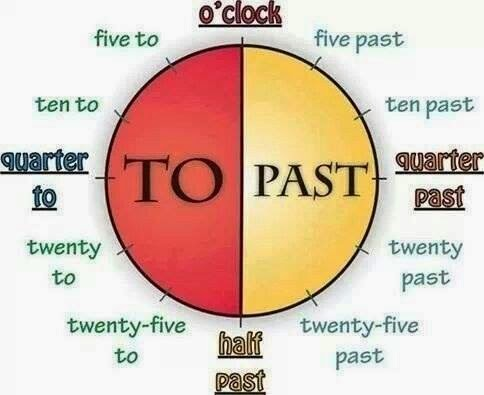 o'clock
five to
five past
ten to
ten past
quarter
to
TO
PAST
quarter
past
twenty
to
twenty
past
twenty-five
to
half
past
twenty-five
past